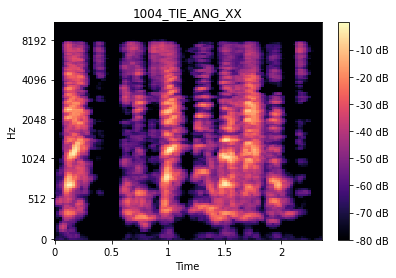 1004_TIE_ANG_XX
8192
4096
2048
1024
512
0
Hz
0
0.5
1
1.5
2
Time
-10 dB
-20 dB
-30 dB
-40 dB
-50 dB
-60 dB
-70 dB
-80 dB